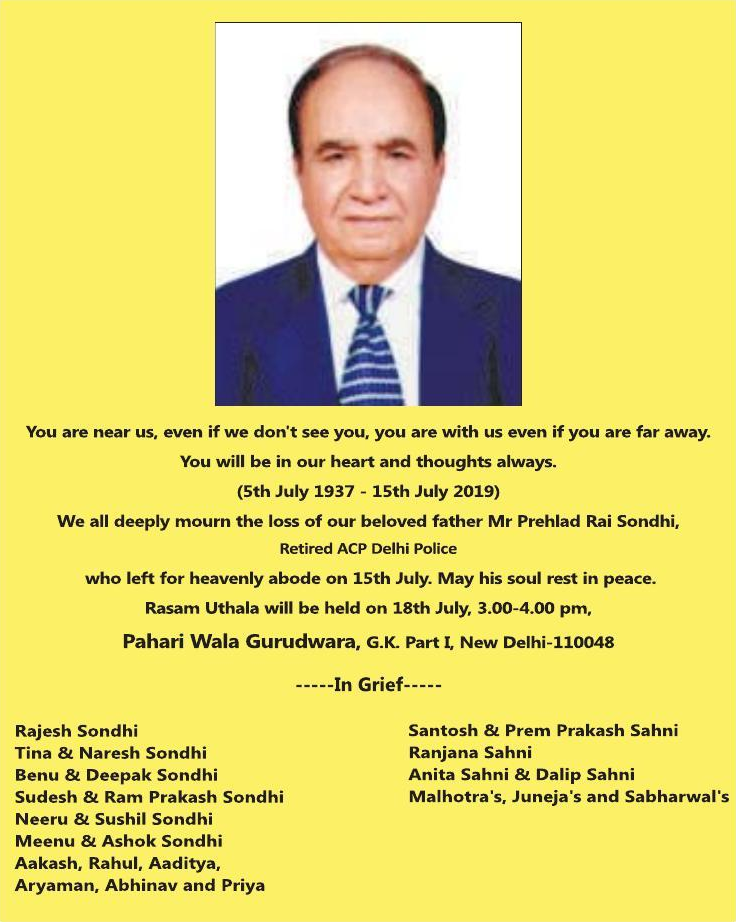 You are near us, even if we don't see you, you are with us even if you are far away.
You will be in our heart and thoughts always.
(5th July 1937 - 15th July 2019)
We all deeply mourn the loss of our beloved father Mr Prehlad Rai Sondhi,
Retired ACP Delhi Police
who left for heavenly abode on 15th July. May his soul rest in peace.
Rasam Uthala will be held on 18th July, 3.00-4.00 pm,
Pahari Wala Gurudwara, G.K. Part I, New Delhi-110048
-----In Grief-----
Rajesh Sondhi
Tina & Naresh Sondhi
Benu & Deepak Sondhi
Sudesh & Ram Prakash Sondhi
Neeru & Sushil Sondhi
Meenu & Ashok Sondhi
Aakash, Rahul, Aaditya,
Aryaman, Abhinav and Priya
Santosh & Prem Prakash Sahni
Ranjana Sahni
Anita Sahni & Dalip Sahni
Malhotra's, Juneja's and Sabharwal's